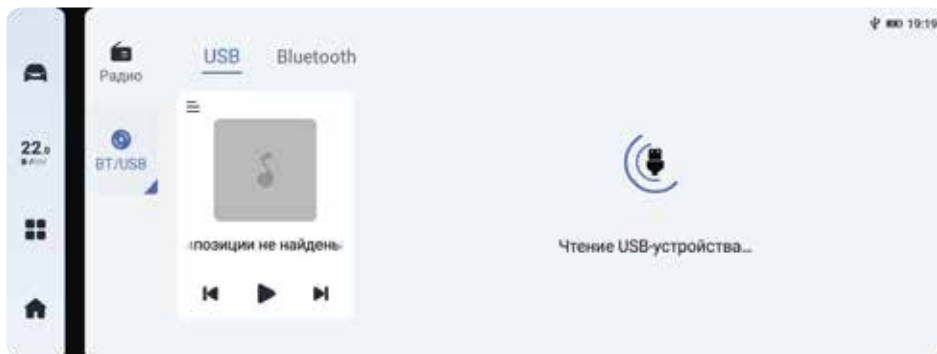 19:19
Радио
USB Bluetooth
22.0
BT/USB
позиции не найдены
Чтение USB-устройства...